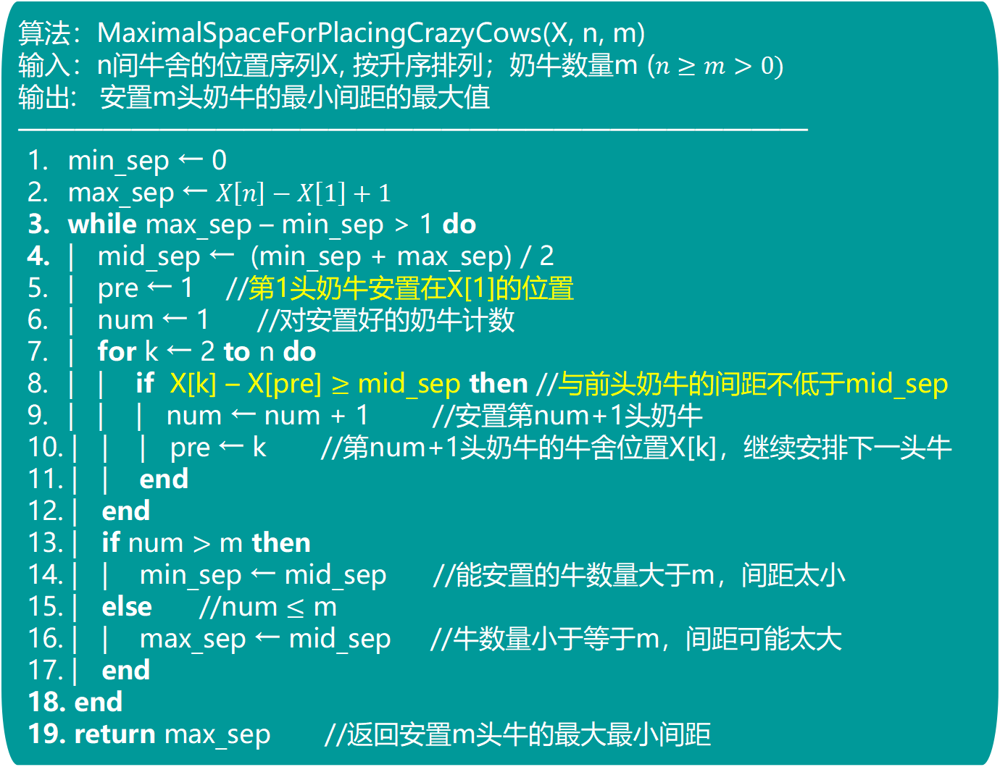 算法：MaximalSpaceForPlacingCrazyCows(X, n, m)
输入：n间牛舍的位置序列X, 按升序排列；奶牛数量m (n ≥ m > 0)
输出： 安置m头奶牛的最小间距的最大值
1. min_sep ← 0
2. max_sep ← X[n] − X[1] + 1
3. while max_sep – min_sep > 1 do
4. | mid_sep ← (min_sep + max_sep) / 2
5. | pre ← 1 //第1头奶牛安置在X[1]的位置
6. | num ← 1 //对安置好的奶牛计数
7. | for k ← 2 to n do
8. | | if X[k] – X[pre] ≥ mid_sep then //与前头奶牛的间距不低于mid_sep
9. | | | num ← num + 1 //安置第num+1头奶牛
10. | | | pre ← k //第num+1头奶牛的牛舍位置X[k]，继续安排下一头牛
11. | | end
12. | end
13. | if num > m then
14. | | min_sep ← mid_sep //能安置的牛数量大于m，间距太小
15. | else //num ≤ m
16. | | max_sep ← mid_sep //牛数量小于等于m，间距可能太大
17. | end
18. end
19. return max_sep //返回安置m头牛的最大最小间距